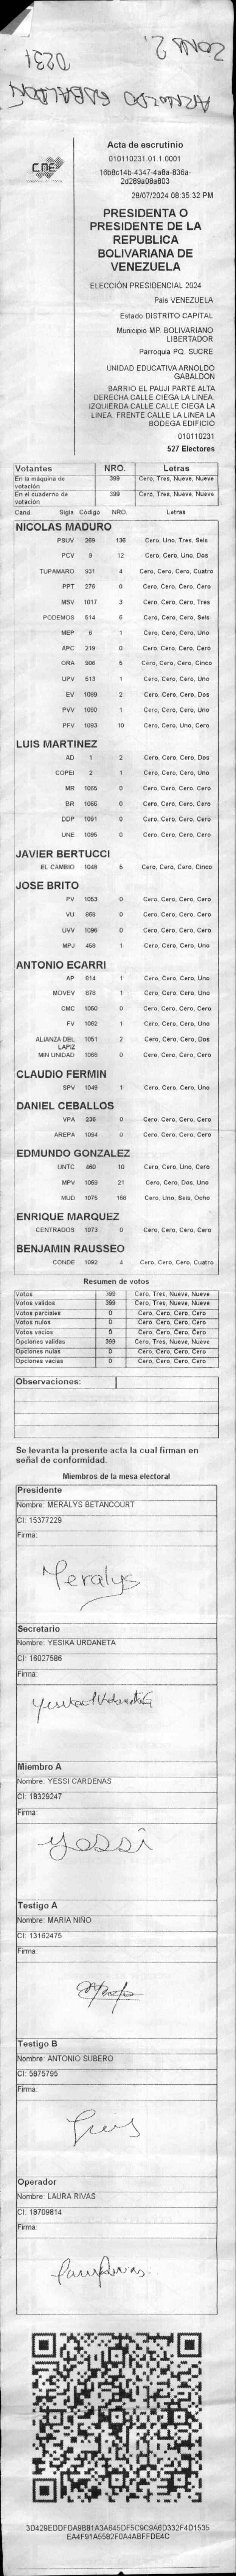 ZONA 2
0231
ARNOLDO GABALDON
CNE
Acta de escrutinio
010110231.01.1.0001
16b8c14b-4347-4a8a-836a-
2d289a08a803
28/07/2024 08:35:32 PM
PRESIDENTA O
PRESIDENTE DE LA
REPUBLICA
BOLIVARIANA DE
VENEZUELA
ELECCIÓN PRESIDENCIAL 2024
Pais VENEZUELA
Estado DISTRITO CAPITAL
Municipio MP. BOLIVARIANO
LIBERTADOR
Parroquia PQ. SUCRE
UNIDAD EDUCATIVA ARNOLDO
GABALDON
BARRIO EL PAUJI PARTE ALTA
DERECHA CALLE CIEGA LA LINEA.
IZQUIERDA CALLE CALLE CIEGA LA
LINEA. FRENTE CALLE LA LINEA LA
BODEGA EDIFICIO
010110231
527 Electores
Votantes NRO. Letras
En la máquina de votación 399 Cero, Tres, Nueve, Nueve
En el cuaderno de votación 399 Cero, Tres, Nueve, Nueve
Cand. Sigla Código NRO. Letras
NICOLAS MADURO
PSUV 269 136 Cero, Uno, Tres, Seis
PCV 9 12 Cero, Cero, Uno, Dos
TUPAMARO 931 4 Cero, Cero, Cero, Cuatro
PPT 276 0 Cero, Cero, Cero, Cero
MSV 1017 3 Cero, Cero, Cero, Tres
PODEMOS 514 6 Cero, Cero, Cero, Seis
MEP 6 1 Cero, Cero, Cero, Uno
APC 219 0 Cero, Cero, Cero, Cero
ORA 906 5 Cero, Cero, Cero, Cinco
UPV 513 1 Cero, Cero, Cero, Uno
EV 1089 2 Cero, Cero, Cero, Dos
PVV 1090 1 Cero, Cero, Cero, Uno
PFV 1093 10 Cero, Cero, Uno, Cero
LUIS MARTINEZ
AD 1 2 Cero, Cero, Cero, Dos
COPEI 2 1 Cero, Cero, Cero, Uno
MR 1065 0 Cero, Cero, Cero, Cero
BR 1066 0 Cero, Cero, Cero, Cero
DDP 1091 0 Cero, Cero, Cero, Cero
UNE 1095 0 Cero, Cero, Cero, Cero
JAVIER BERTUCCI
EL CAMBIO 1048 5 Cero, Cero, Cero, Cinco
JOSE BRITO
PV 1053 0 Cero, Cero, Cero, Cero
VU 868 0 Cero, Cero, Cero, Cero
UVV 1096 0 Cero, Cero, Cero, Cero
MPJ 458 1 Cero, Cero, Cero, Uno
ANTONIO ECARRI
AP 814 1 Cero, Cero, Cero, Uno
MOVEV 878 1 Cero, Cero, Cero, Uno
CMC 1050 0 Cero, Cero, Cero, Cero
FV 1062 1 Cero, Cero, Cero, Uno
ALIANZA DEL LAPIZ 1051 2 Cero, Cero, Cero, Dos
MIN UNIDAD 1068 0 Cero, Cero, Cero, Cero
CLAUDIO FERMIN
SPV 1049 1 Cero, Cero, Cero, Uno
DANIEL CEBALLOS
VPA 236 0 Cero, Cero, Cero, Cero
AREPA 1094 0 Cero, Cero, Cero, Cero
EDMUNDO GONZALEZ
UNTC 460 10 Cero, Cero, Uno, Cero
MPV 1069 21 Cero, Cero, Dos, Uno
MUD 1075 168 Cero, Uno, Seis, Ocho
ENRIQUE MARQUEZ
CENTRADOS 1073 0 Cero, Cero, Cero, Cero
BENJAMIN RAUSSEO
CONDE 1092 4 Cero, Cero, Cero, Cuatro
Resumen de votos
Votos 399 Cero, Tres, Nueve, Nueve
Votos validos 399 Cero, Tres, Nueve, Nueve
Votos parciales 0 Cero, Cero, Cero, Cero
Votos nulos 0 Cero, Cero, Cero, Cero
Votos vacios 0 Cero, Cero, Cero, Cero
Opciones validas 399 Cero, Tres, Nueve, Nueve
Opciones nulas 0 Cero, Cero, Cero, Cero
Opciones vacias 0 Cero, Cero, Cero, Cero
Observaciones:
Se levanta la presente acta la cual firman en
señal de conformidad.
Miembros de la mesa electoral
Presidente
Nombre: MERALYS BETANCOURT
CI: 15377229
Firma:
Meralys
Secretario
Nombre: YESIKA URDANETA
CI: 16027586
Firma:
Miembro A
Nombre: YESSI CARDENAS
CI: 18329247
Firma:
Yessi
Testigo A
Nombre: MARIA NIÑO
CI: 13162475
Firma:
Testigo B
Nombre: ANTONIO SUBERO
CI: 5875795
Firma:
Operador
Nombre: LAURA RIVAS
CI: 18709814
Firma:
3D429EDDFDA9B81A3A645DF5C9C9A6D332F4D1535
EA4F91A5582F0A4ABFFDE4C